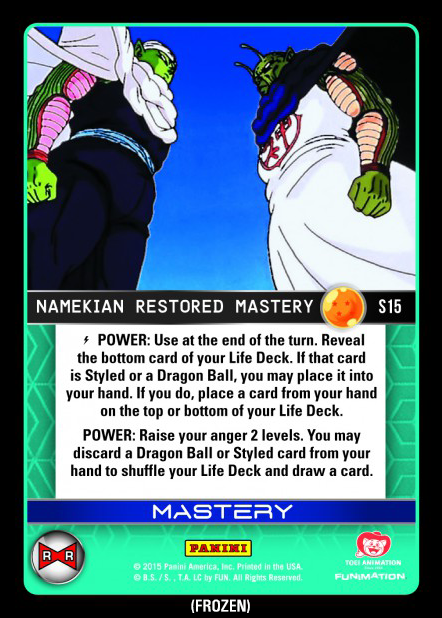 NAMEKIAN RESTORED MASTERY S15
POWER: Use at the end of the turn. Reveal
the bottom card of your Life Deck. If that card
is Styled or a Dragon Ball, you may place it into
your hand. If you do, place a card from your hand
on the top or bottom of your Life Deck.
POWER: Raise your anger 2 levels. You may
discard a Dragon Ball or Styled card from your
hand to shuffle your Life Deck and draw a card.
MASTERY
R R
PANINI
© 2015 Panini America, Inc. Printed in the USA.
© B.S. / S. , T.A. LC by FUN. All Rights Reserved.
TOEI ANIMATION
FUNIMATION
(FROZEN)